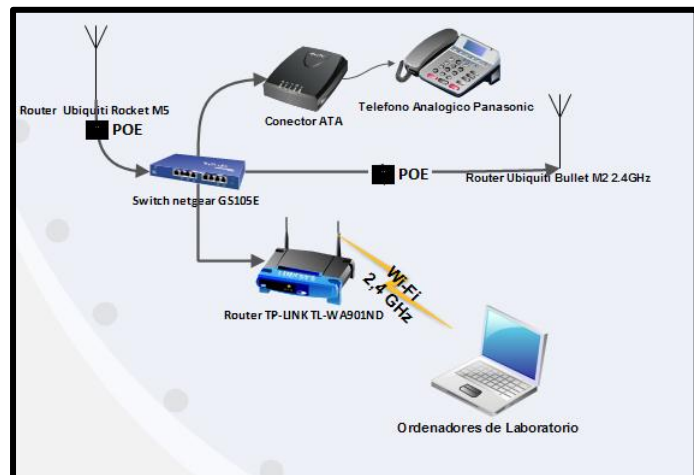 Router Ubiquiti Rocket M5
POE
Conector ATA
Telefono Analogico Panasonic
Switch netgear GS105E
POE
Router Ubiquiti Bullet M2 2.4GHz
Router TP-LINK TL-WA901ND
Wi-Fi
2,4 GHz
Ordenadores de Laboratorio